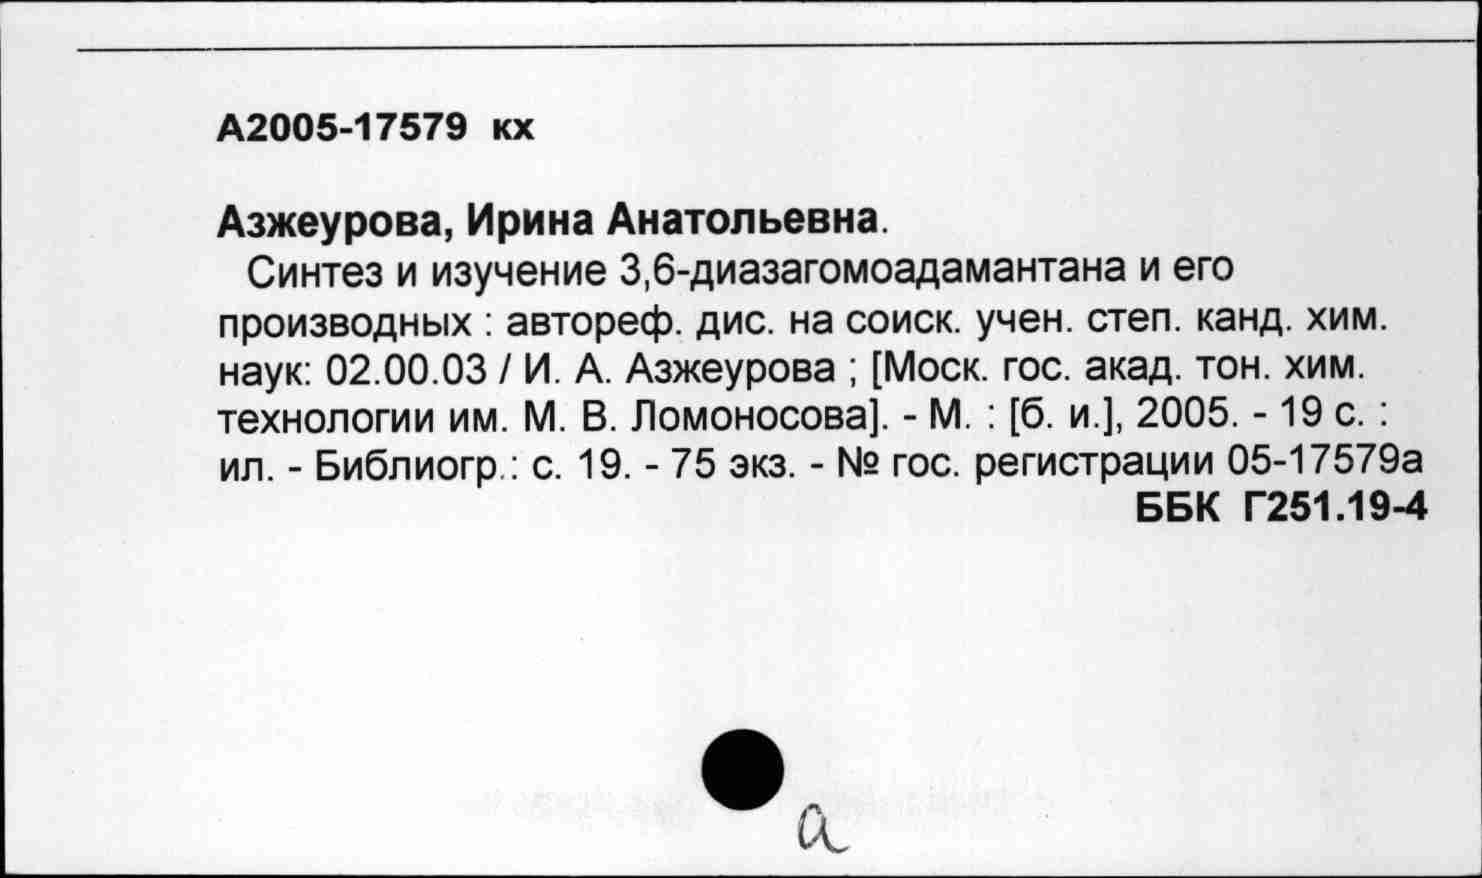 А2005-17579 кх
Азжеурова, Ирина Анатольевна.
Синтез и изучение 3,6-диазагомоадамантана и его
производных : автореф. дис. на соиск. учен. степ. канд. хим.
наук: 02.00.03 / И. А. Азжеурова ; [Моск. гос. акад. тон. хим.
технологии им. М. В. Ломоносова]. - М. : [б. и.], 2005. - 19 с. :
ил. - Библиогр.: с. 19. - 75 экз. - № гос. регистрации 05-17579а
ББК Г251.19-4
а